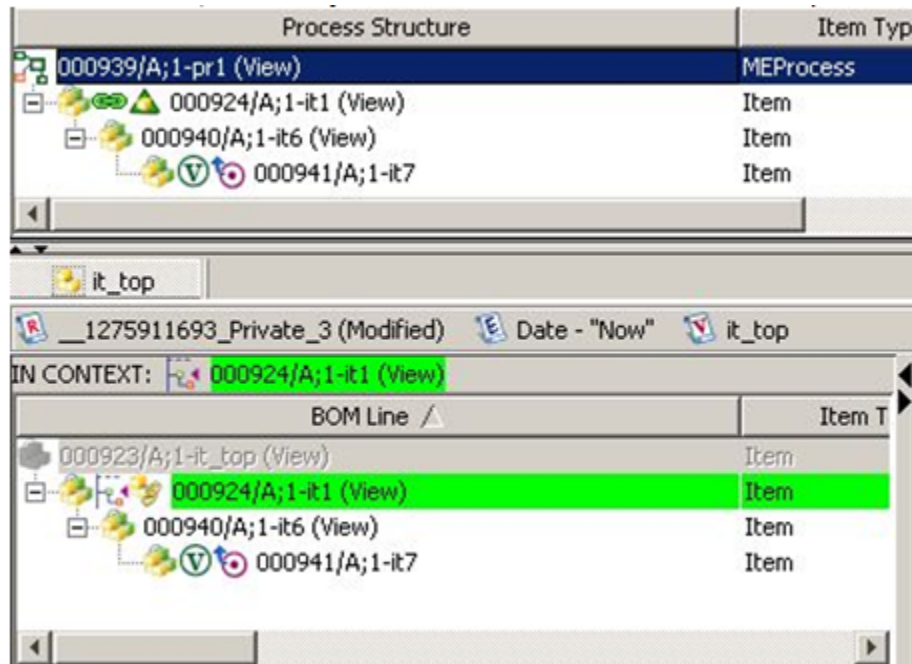 Process Structure Item Typ
000939/A;1-pr1 (View) MEProcess
000924/A;1-it1 (View) Item
000940/A;1-it6 (View) Item
V 000941/A;1-it7 Item
it_top
R __1275911693_Private_3 (Modified) E Date - "Now" V it_top
IN CONTEXT: 000924/A;1-it1 (View)
BOM Line Item T
000923/A;1-it_top (View) Item
000924/A;1-it1 (View) Item
000940/A;1-it6 (View) Item
V 000941/A;1-it7 Item